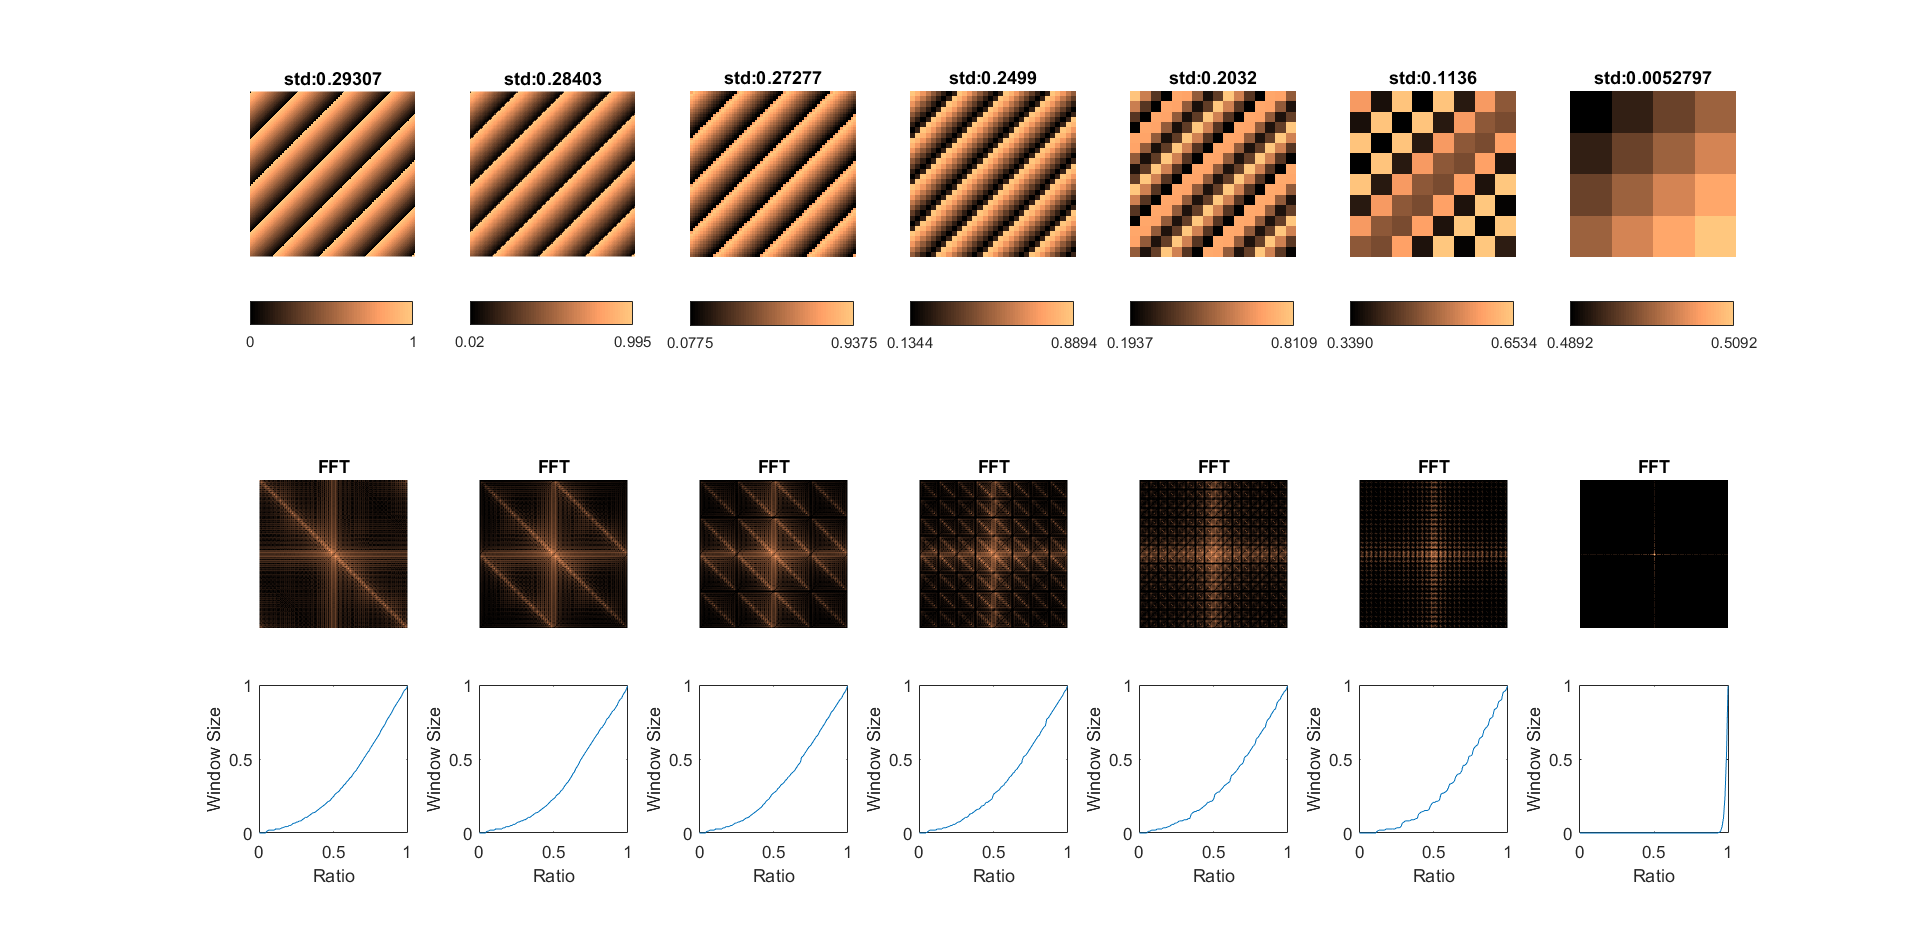 std:0.29307 std:0.28403 std:0.27277 std:0.2499 std:0.2032 std:0.1136 std:0.0052797
0 1 0.02 0.995 0.0775 0.9375 0.1344 0.8894 0.1937 0.8109 0.3390 0.6534 0.4892 0.5092
FFT FFT FFT FFT FFT FFT FFT
Window Size 1 0.5 0 0 0.5 1 Ratio
Window Size 1 0.5 0 0 0.5 1 Ratio
Window Size 1 0.5 0 0 0.5 1 Ratio
Window Size 1 0.5 0 0 0.5 1 Ratio
Window Size 1 0.5 0 0 0.5 1 Ratio
Window Size 1 0.5 0 0 0.5 1 Ratio
Window Size 1 0.5 0 0 0.5 1 Ratio